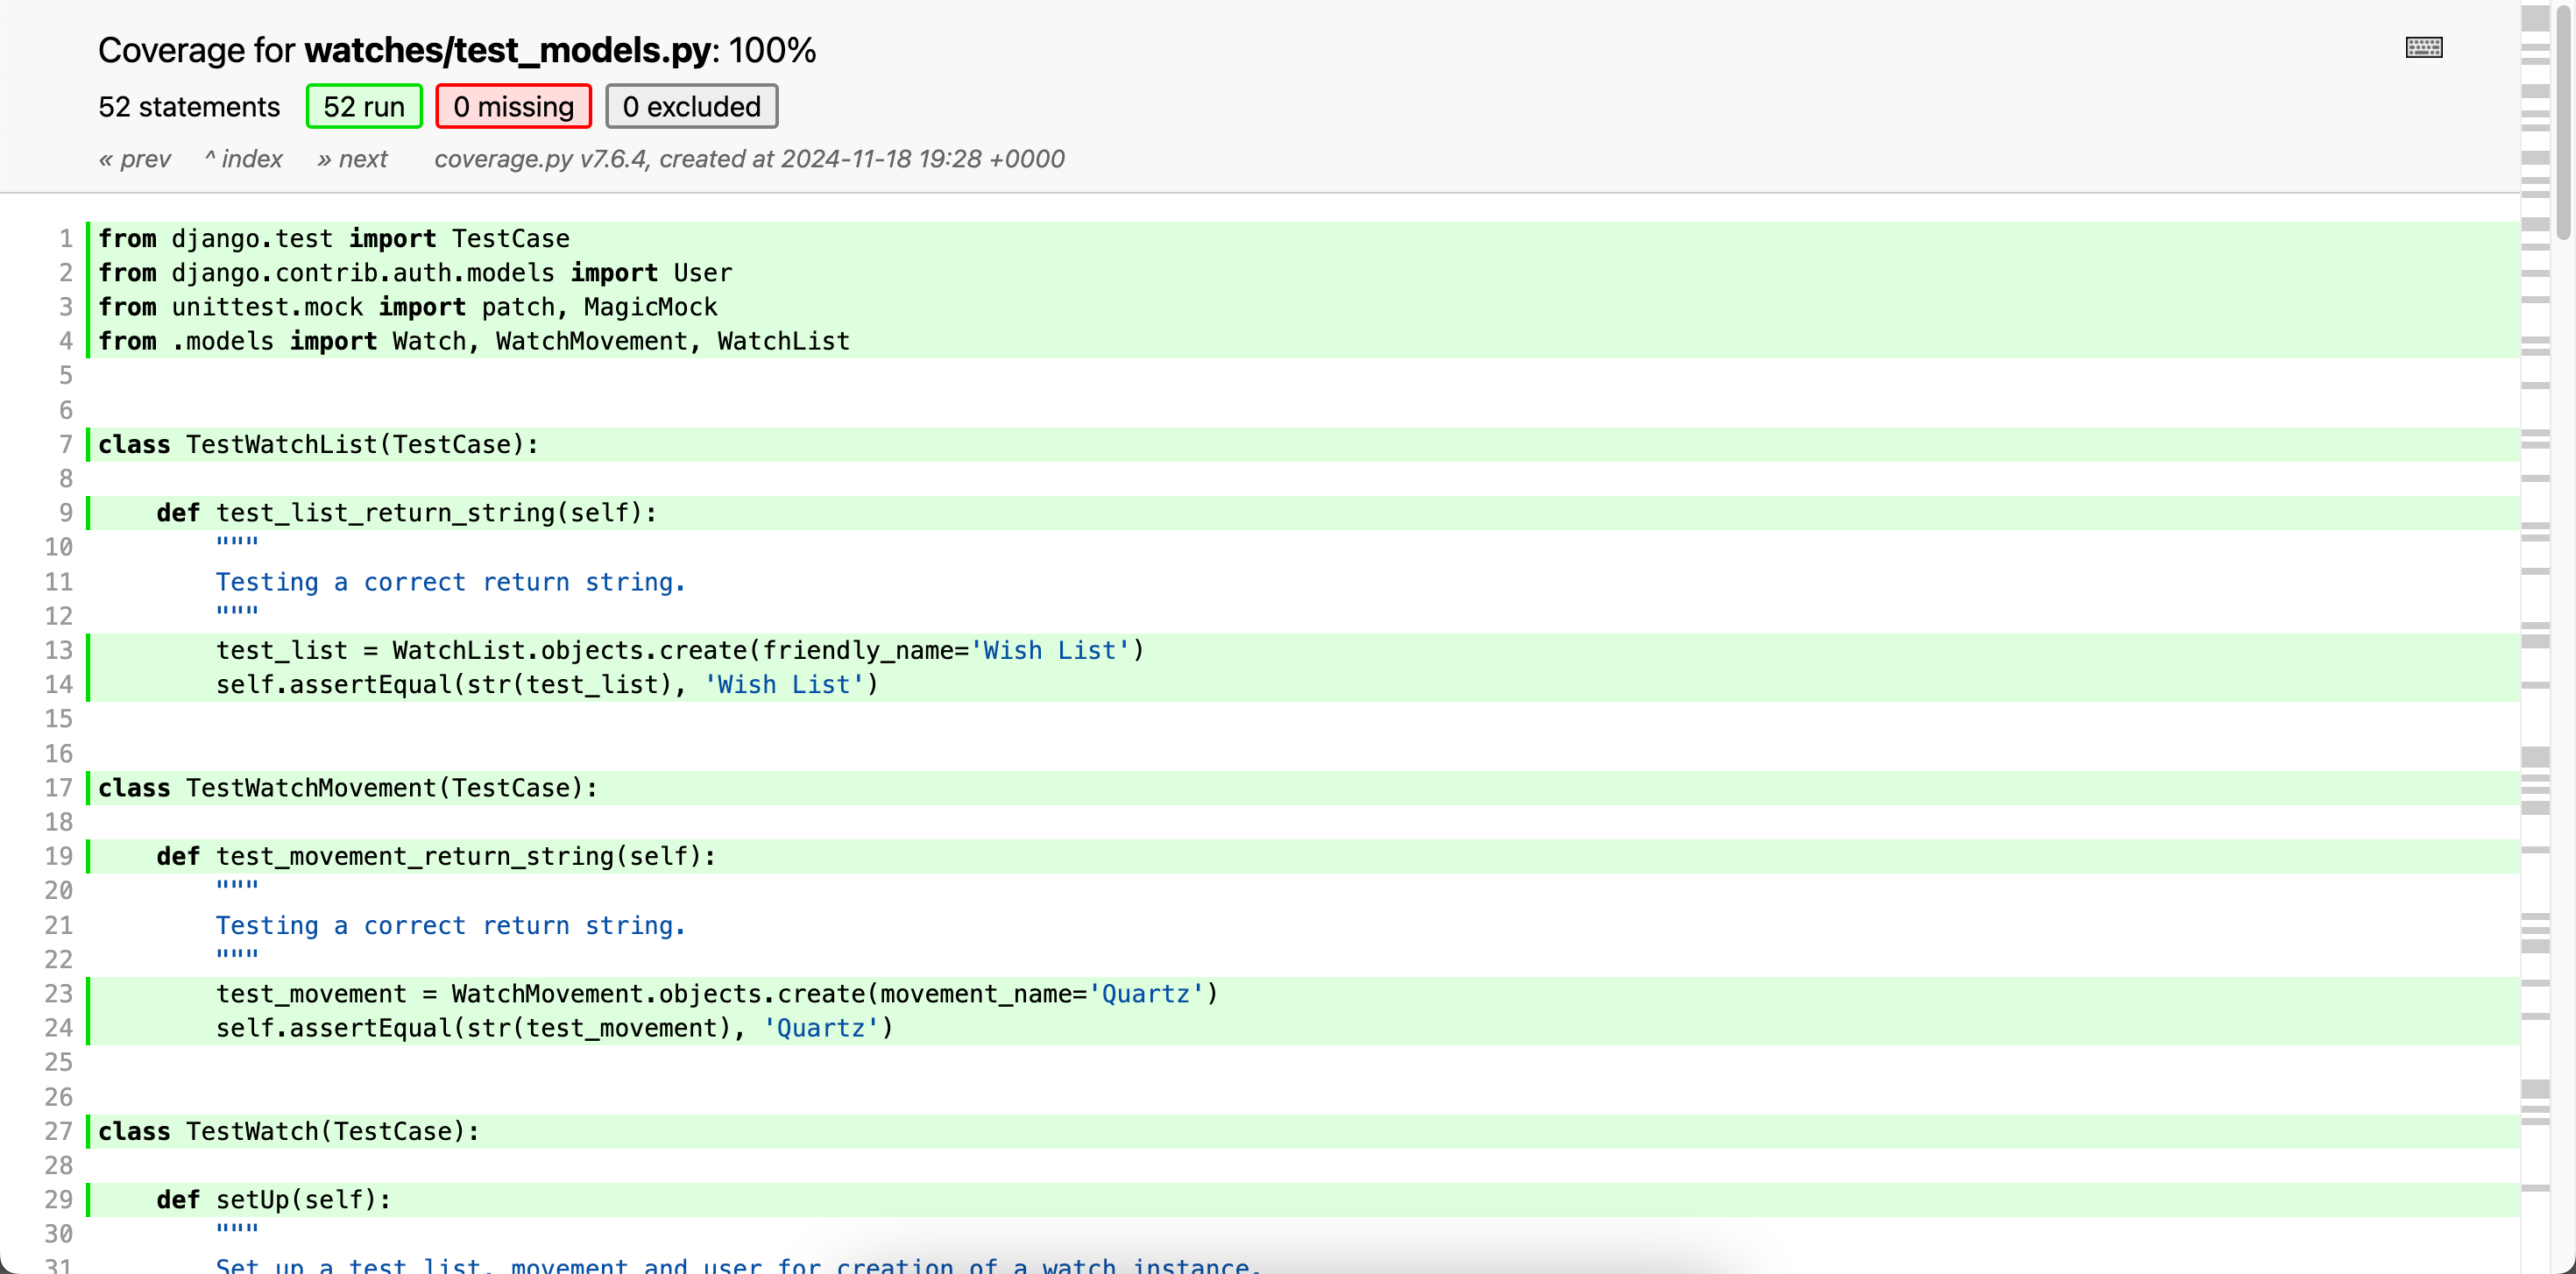 Coverage for watches/test_models.py: 100%
52 statements 52 run 0 missing 0 excluded
« prev ^ index » next coverage.py v7.6.4, created at 2024-11-18 19:28 +0000
1 from django.test import TestCase
2 from django.contrib.auth.models import User
3 from unittest.mock import patch, MagicMock
4 from .models import Watch, WatchMovement, WatchList
5
6
7 class TestWatchList(TestCase):
8
9     def test_list_return_string(self):
10         """
11         Testing a correct return string.
12         """
13         test_list = WatchList.objects.create(friendly_name='Wish List')
14         self.assertEqual(str(test_list), 'Wish List')
15
16
17 class TestWatchMovement(TestCase):
18
19     def test_movement_return_string(self):
20         """
21         Testing a correct return string.
22         """
23         test_movement = WatchMovement.objects.create(movement_name='Quartz')
24         self.assertEqual(str(test_movement), 'Quartz')
25
26
27 class TestWatch(TestCase):
28
29     def setUp(self):
30         """
31         Set up a test list, movement and user for creation of a watch instance.